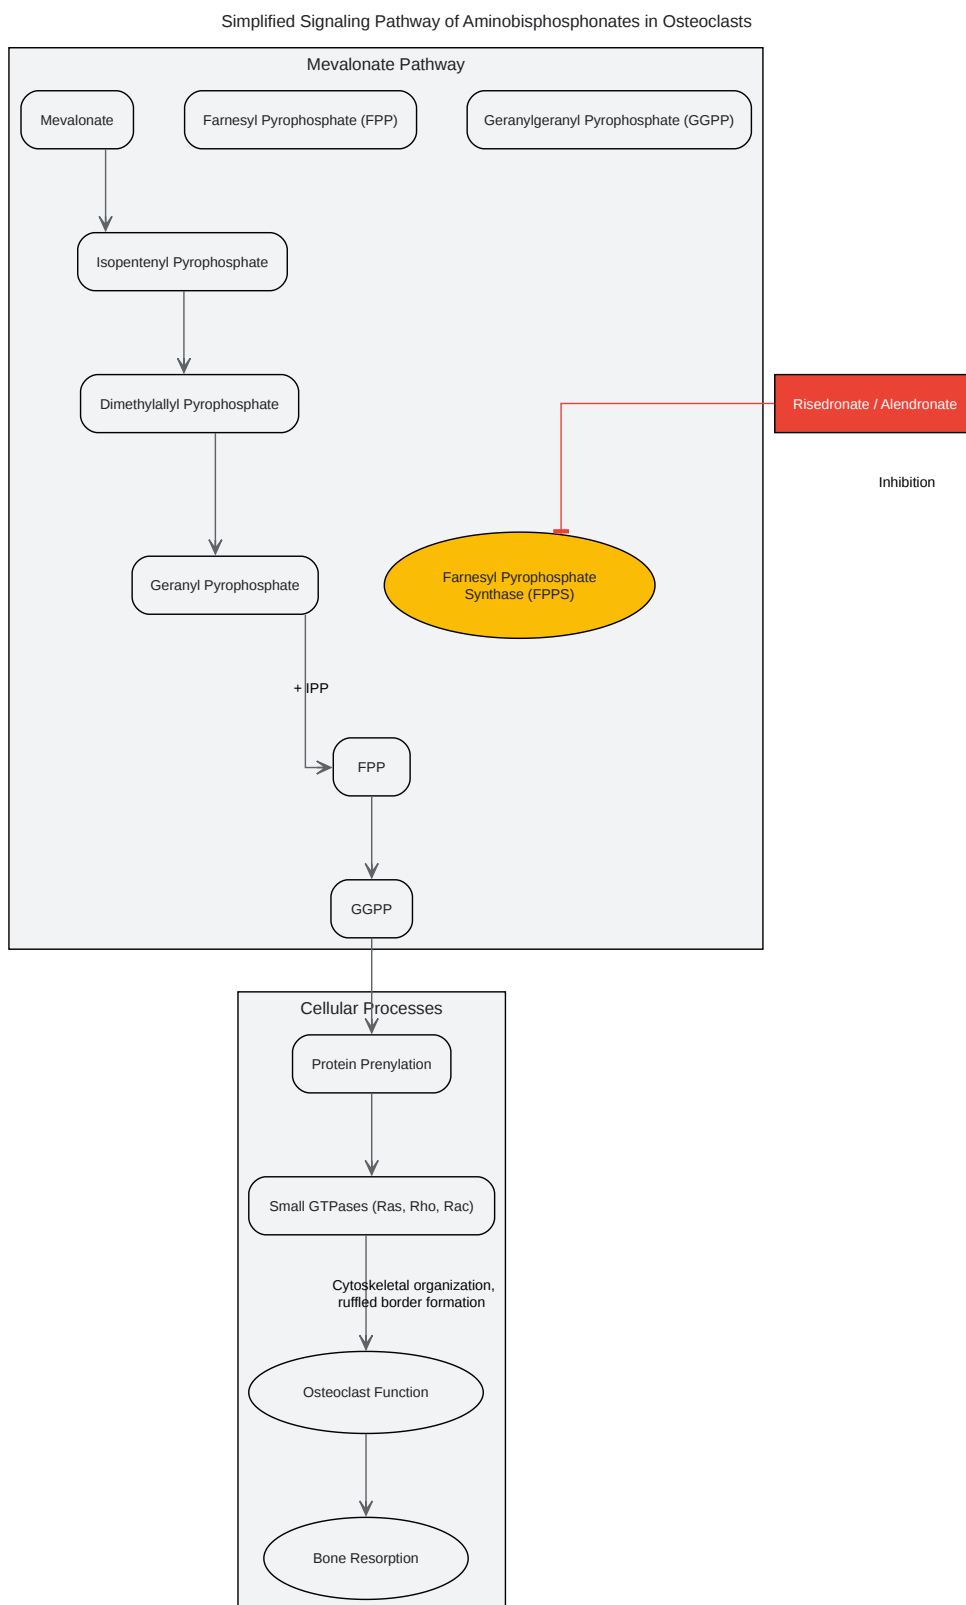 Simplified Signaling Pathway of Aminobisphosphonates in Osteoclasts
Mevalonate Pathway
Mevalonate
Farnesyl Pyrophosphate (FPP)
Geranylgeranyl Pyrophosphate (GGPP)
Isopentenyl Pyrophosphate
Dimethylallyl Pyrophosphate
Risedronate / Alendronate
Inhibition
Geranyl Pyrophosphate
Farnesyl Pyrophosphate
Synthase (FPPS)
+ IPP
FPP
GGPP
Cellular Processes
Protein Prenylation
Small GTPases (Ras, Rho, Rac)
Cytoskeletal organization,
ruffled border formation
Osteoclast Function
Bone Resorption